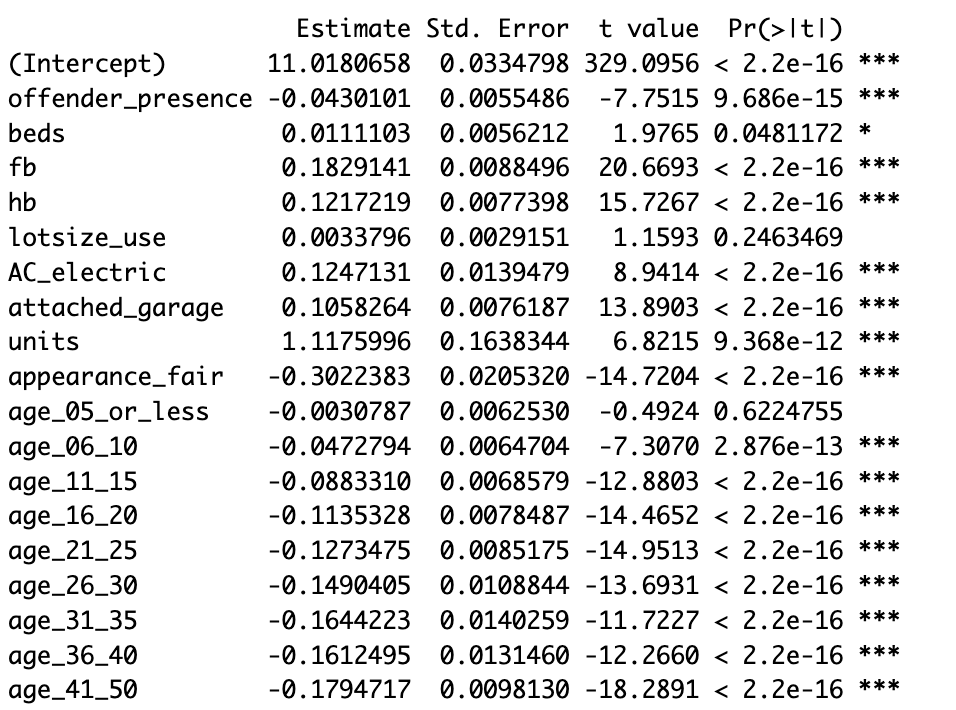 Estimate Std. Error t value Pr(>|t|)
(Intercept) 11.0180658 0.0334798 329.0956 < 2.2e-16 ***
offender_presence -0.0430101 0.0055486 -7.7515 9.686e-15 ***
beds 0.0111103 0.0056212 1.9765 0.0481172 *
fb 0.1829141 0.0088496 20.6693 < 2.2e-16 ***
hb 0.1217219 0.0077398 15.7267 < 2.2e-16 ***
lotsize_use 0.0033796 0.0029151 1.1593 0.2463469
AC_electric 0.1247131 0.0139479 8.9414 < 2.2e-16 ***
attached_garage 0.1058264 0.0076187 13.8903 < 2.2e-16 ***
units 1.1175996 0.1638344 6.8215 9.368e-12 ***
appearance_fair -0.3022383 0.0205320 -14.7204 < 2.2e-16 ***
age_05_or_less -0.0030787 0.0062530 -0.4924 0.6224755
age_06_10 -0.0472794 0.0064704 -7.3070 2.876e-13 ***
age_11_15 -0.0883310 0.0068579 -12.8803 < 2.2e-16 ***
age_16_20 -0.1135328 0.0078487 -14.4652 < 2.2e-16 ***
age_21_25 -0.1273475 0.0085175 -14.9513 < 2.2e-16 ***
age_26_30 -0.1490405 0.0108844 -13.6931 < 2.2e-16 ***
age_31_35 -0.1644223 0.0140259 -11.7227 < 2.2e-16 ***
age_36_40 -0.1612495 0.0131460 -12.2660 < 2.2e-16 ***
age_41_50 -0.1794717 0.0098130 -18.2891 < 2.2e-16 ***